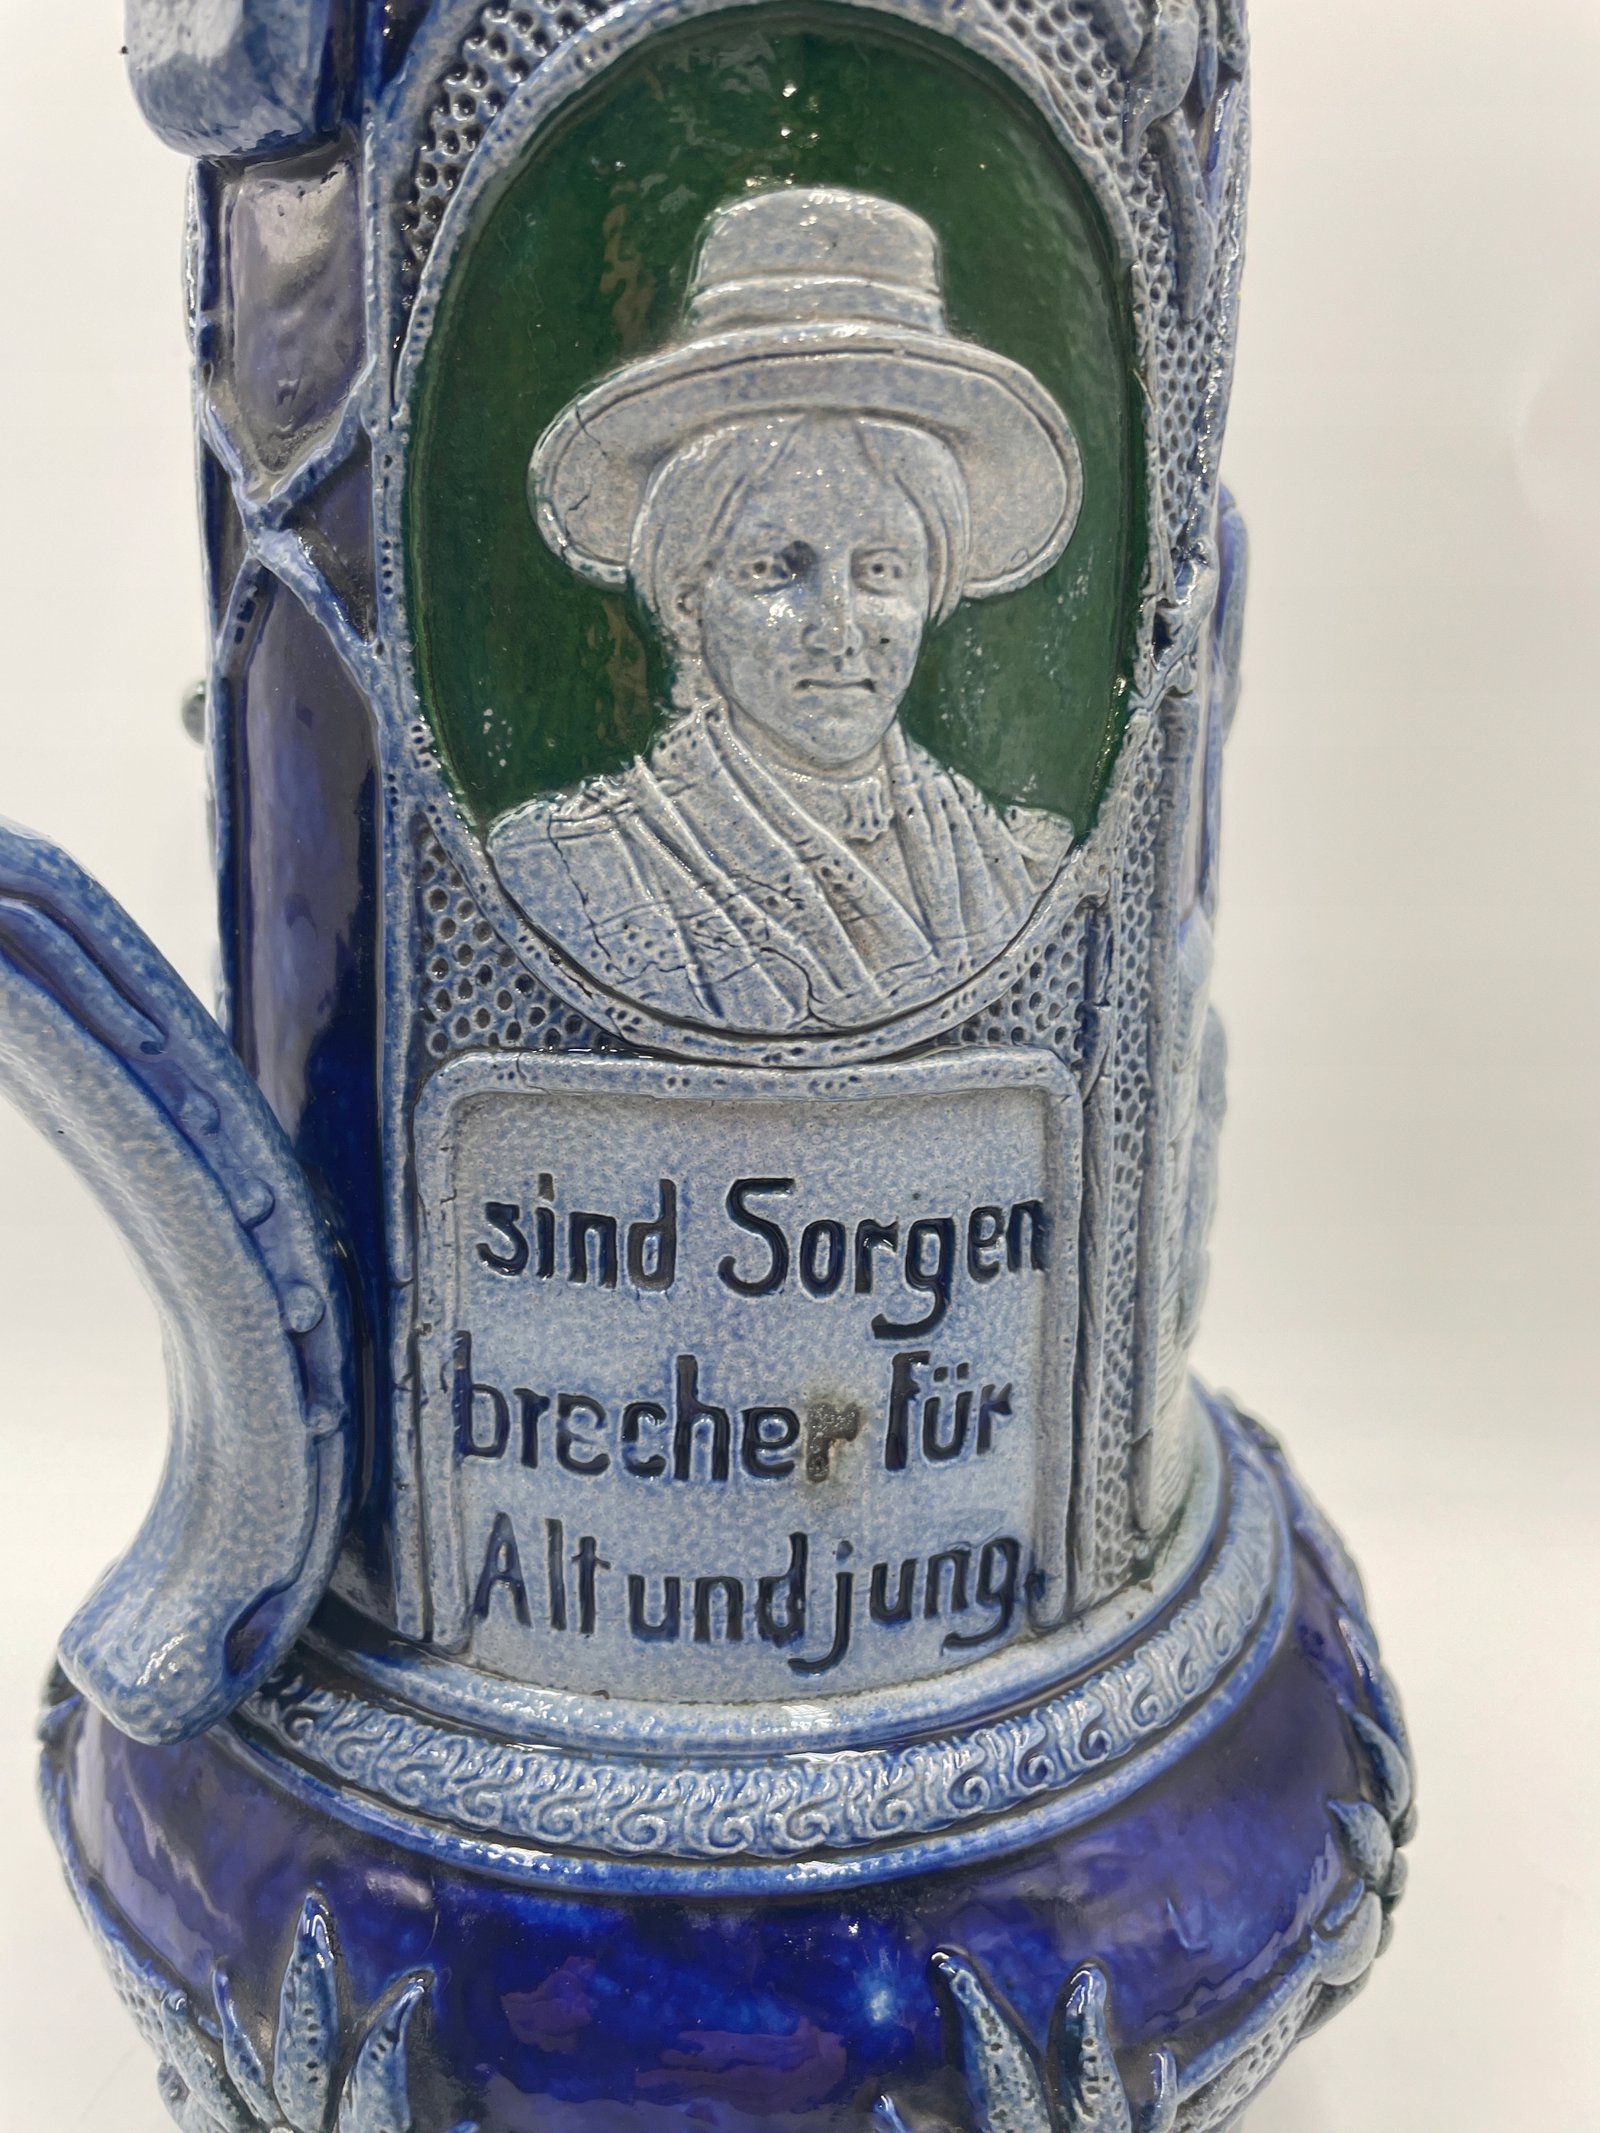 sind Sorgen
brecher für
Alt und jung.